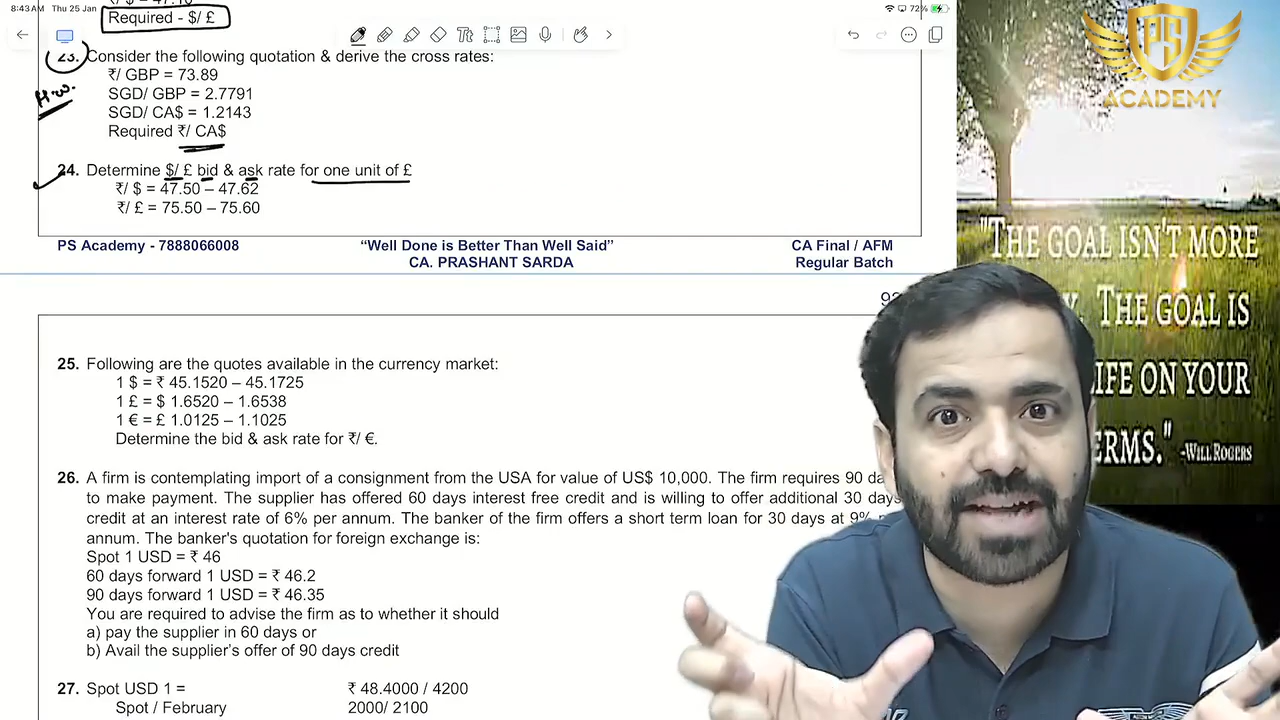 8:43 AM Thu 25 Jan
72%
Required - $/ £
23. Consider the following quotation & derive the cross rates:
H.W.
₹/ GBP = 73.89
SGD/ GBP = 2.7791
SGD/ CA$ = 1.2143
Required ₹/ CA$
24. Determine $/ £ bid & ask rate for one unit of £
₹/ $ = 47.50 – 47.62
₹/ £ = 75.50 – 75.60
PS Academy - 7888066008 “Well Done is Better Than Well Said” CA Final / AFM
CA. PRASHANT SARDA Regular Batch
25. Following are the quotes available in the currency market:
1 $ = ₹ 45.1520 – 45.1725
1 £ = $ 1.6520 – 1.6538
1 € = £ 1.0125 – 1.1025
Determine the bid & ask rate for ₹/ €.
26. A firm is contemplating import of a consignment from the USA for value of US$ 10,000. The firm requires 90
to make payment. The supplier has offered 60 days interest free credit and is willing to offer additional 30 days
credit at an interest rate of 6% per annum. The banker of the firm offers a short term loan for 30 days at 9%
annum. The banker's quotation for foreign exchange is:
Spot 1 USD = ₹ 46
60 days forward 1 USD = ₹ 46.2
90 days forward 1 USD = ₹ 46.35
You are required to advise the firm as to whether it should
a) pay the supplier in 60 days or
b) Avail the supplier’s offer of 90 days credit
27. Spot USD 1 = ₹ 48.4000 / 4200
Spot / February 2000/ 2100
PS
ACADEMY
"THE GOAL ISN'T MORE
THE GOAL IS
LIFE ON YOUR
TERMS." -WILL ROGERS